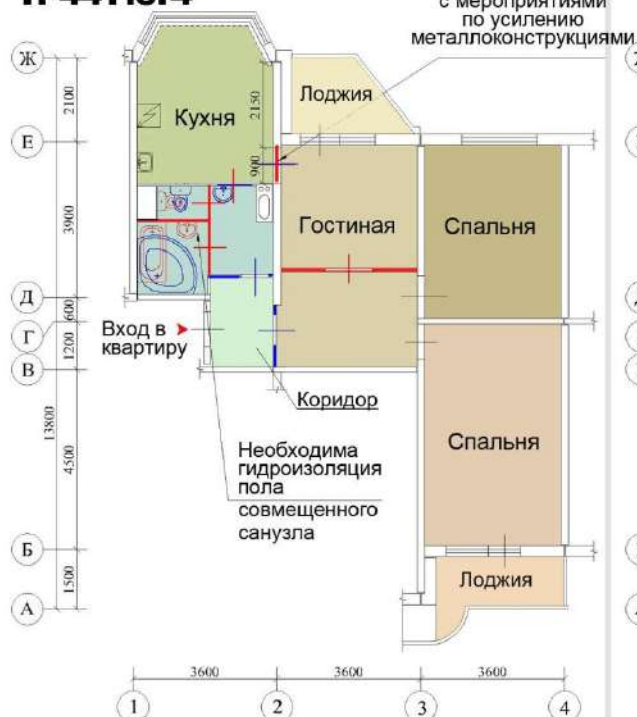 с мероприятиями
по усилению
металлоконструкциями
Ж
2100
Лоджия
2150
Кухня
Е
900
3900
Гостиная
Спальня
Д
600
Г
Вход в
квартиру
1200
В
Коридор
13800
Спальня
4500
Необходима
гидроизоляция
пола
совмещенного
санузла
Б
1500
Лоджия
А
3600
3600
3600
1
2
3
4